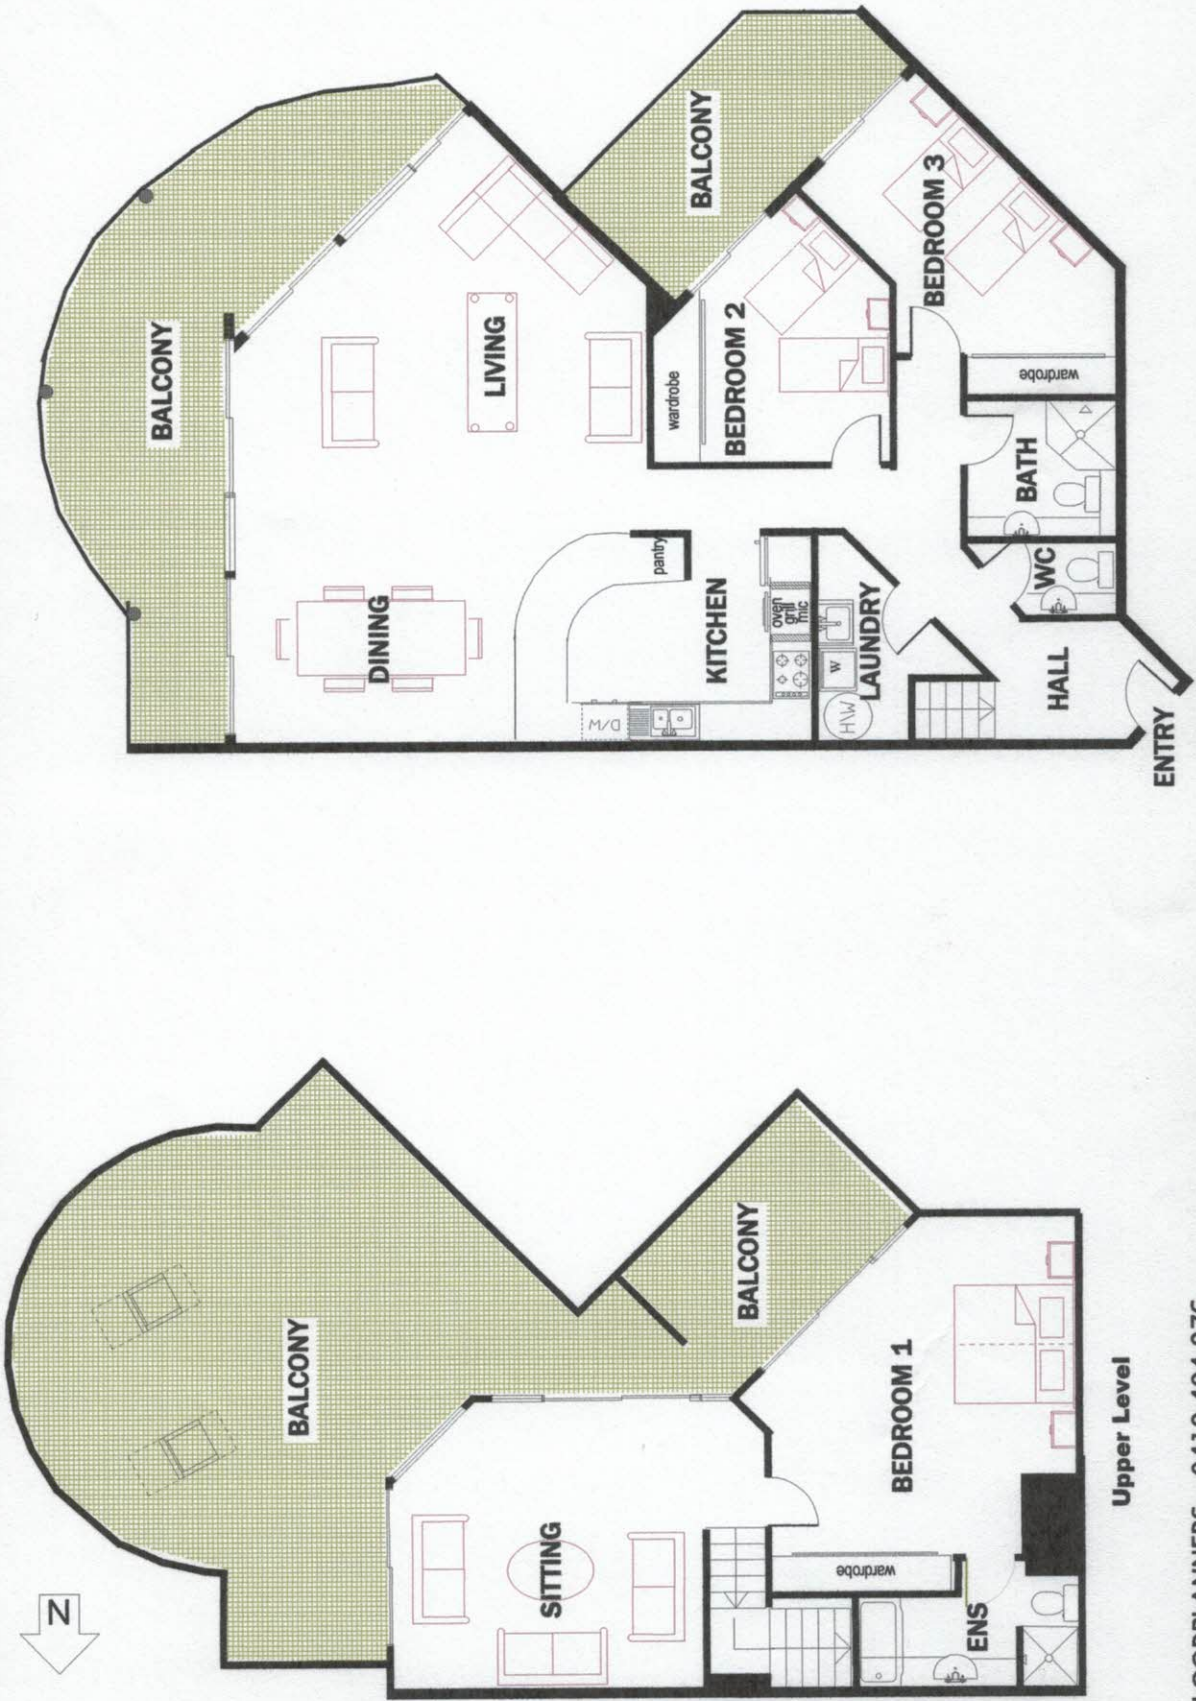 N
BALCONY
SITTING
BALCONY
BEDROOM 1
wardrobe
ENS
Upper Level
BALCONY
DINING
LIVING
BALCONY
pantry
D/W
KITCHEN
oven
grill
mic
wardrobe
BEDROOM 2
BEDROOM 3
W
H/W
LAUNDRY
wardrobe
BATH
WC
HALL
ENTRY